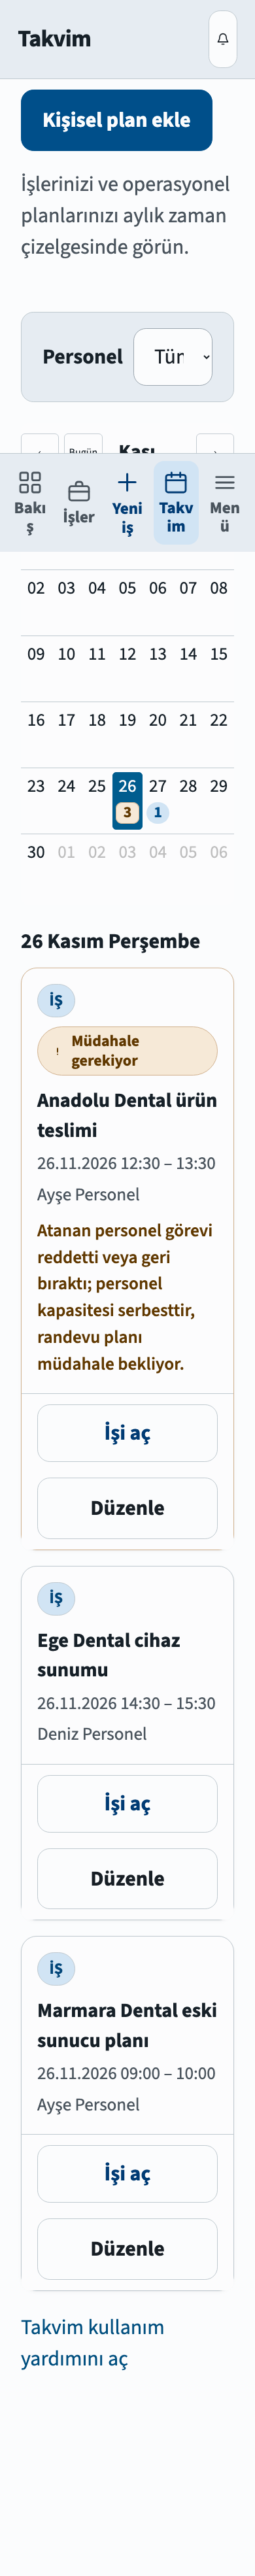 Takvim
Kişisel plan ekle
İşlerinizi ve operasyonel
planlarınızı aylık zaman
çizelgesinde görün.
Personel
Bugün
Bakı
ş
İşler
Yeni
iş
Takv
im
Men
ü
02 03 04 05 06 07 08
09 10 11 12 13 14 15
16 17 18 19 20 21 22
23 24 25 26 27 28 29
3 1
30 01 02 03 04 05 06
26 Kasım Perşembe
İŞ
! Müdahale
gerekiyor
Anadolu Dental ürün
teslimi
26.11.2026 12:30 – 13:30
Ayşe Personel
Atanan personel görevi
reddetti veya geri
bıraktı; personel
kapasitesi serbesttir,
randevu planı
müdahale bekliyor.
İşi aç
Düzenle
İŞ
Ege Dental cihaz
sunumu
26.11.2026 14:30 – 15:30
Deniz Personel
İşi aç
Düzenle
İŞ
Marmara Dental eski
sunucu planı
26.11.2026 09:00 – 10:00
Ayşe Personel
İşi aç
Düzenle
Takvim kullanım
yardımını aç